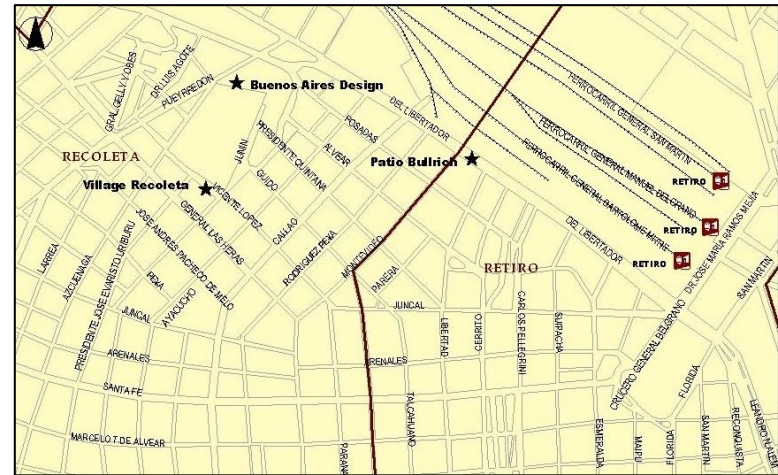 FERROCARRIL GENERAL SAN MARTIN
DR LUIS AGOTE
GRAL GELLY Y OBES
PUEYRREDON
Buenos Aires Design
FERROCARRIL GENERAL MANUEL BELGRANO
DEL LIBERTADOR
POSADAS
ALVEAR
PRESIDENTE QUINTANA
JUNIN
RECOLETA
Patio Bullrich
FERROCARRIL GENERAL BARTOLOME MITRE
GUIDO
Village Recoleta
VICENTE LOPEZ
RETIRO
RETIRO
RETIRO
DR JOSE MARIA RAMOS MEJIA
GENERAL LAS HERAS
JOSE ANDRES PACHECO DE MELO
CALLAO
RODRIGUEZ PEÑA
MONTEVIDEO
DEL LIBERTADOR
LARREA
AZCUENAGA
PRESIDENTE JOSE EVARISTO URIBURU
PEÑA
AYACUCHO
PARERA
RETIRO
SAN MARTIN
JUNCAL
JUNCAL
LIBERTAD
CERRITO
CARLOS PELLEGRINI
SUIPACHA
CRUCERO GENERAL BELGRANO
ARENALES
ARENALES
SANTA FE
TALCAHUANO
FLORIDA
MARCELO T. DE ALVEAR
ESMERALDA
MAIPU
FLORIDA
SAN MARTIN
RECONQUISTA